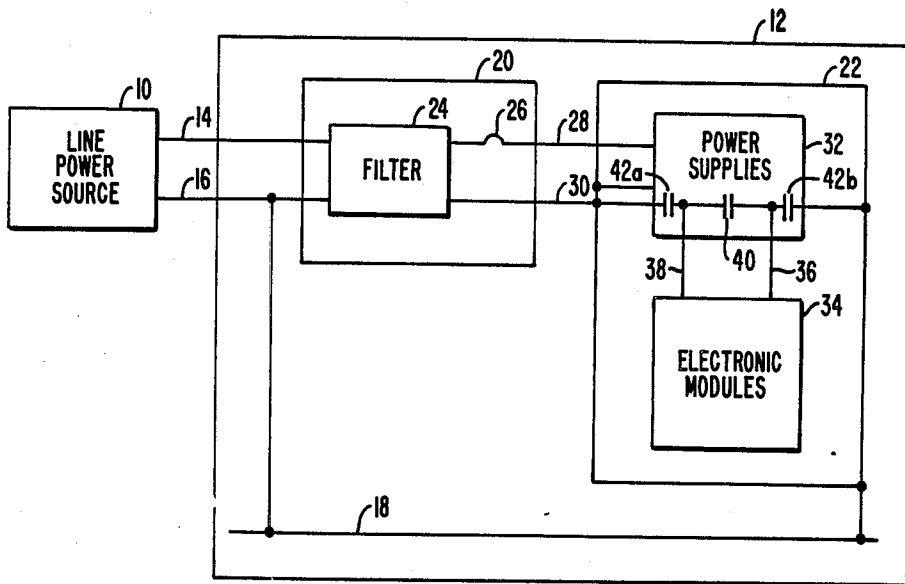 12
20
22
10
14
24
26
28
LINE
POWER
SOURCE
FILTER
POWER
SUPPLIES
32
42a
42b
16
30
38
40
36
34
ELECTRONIC
MODULES
18